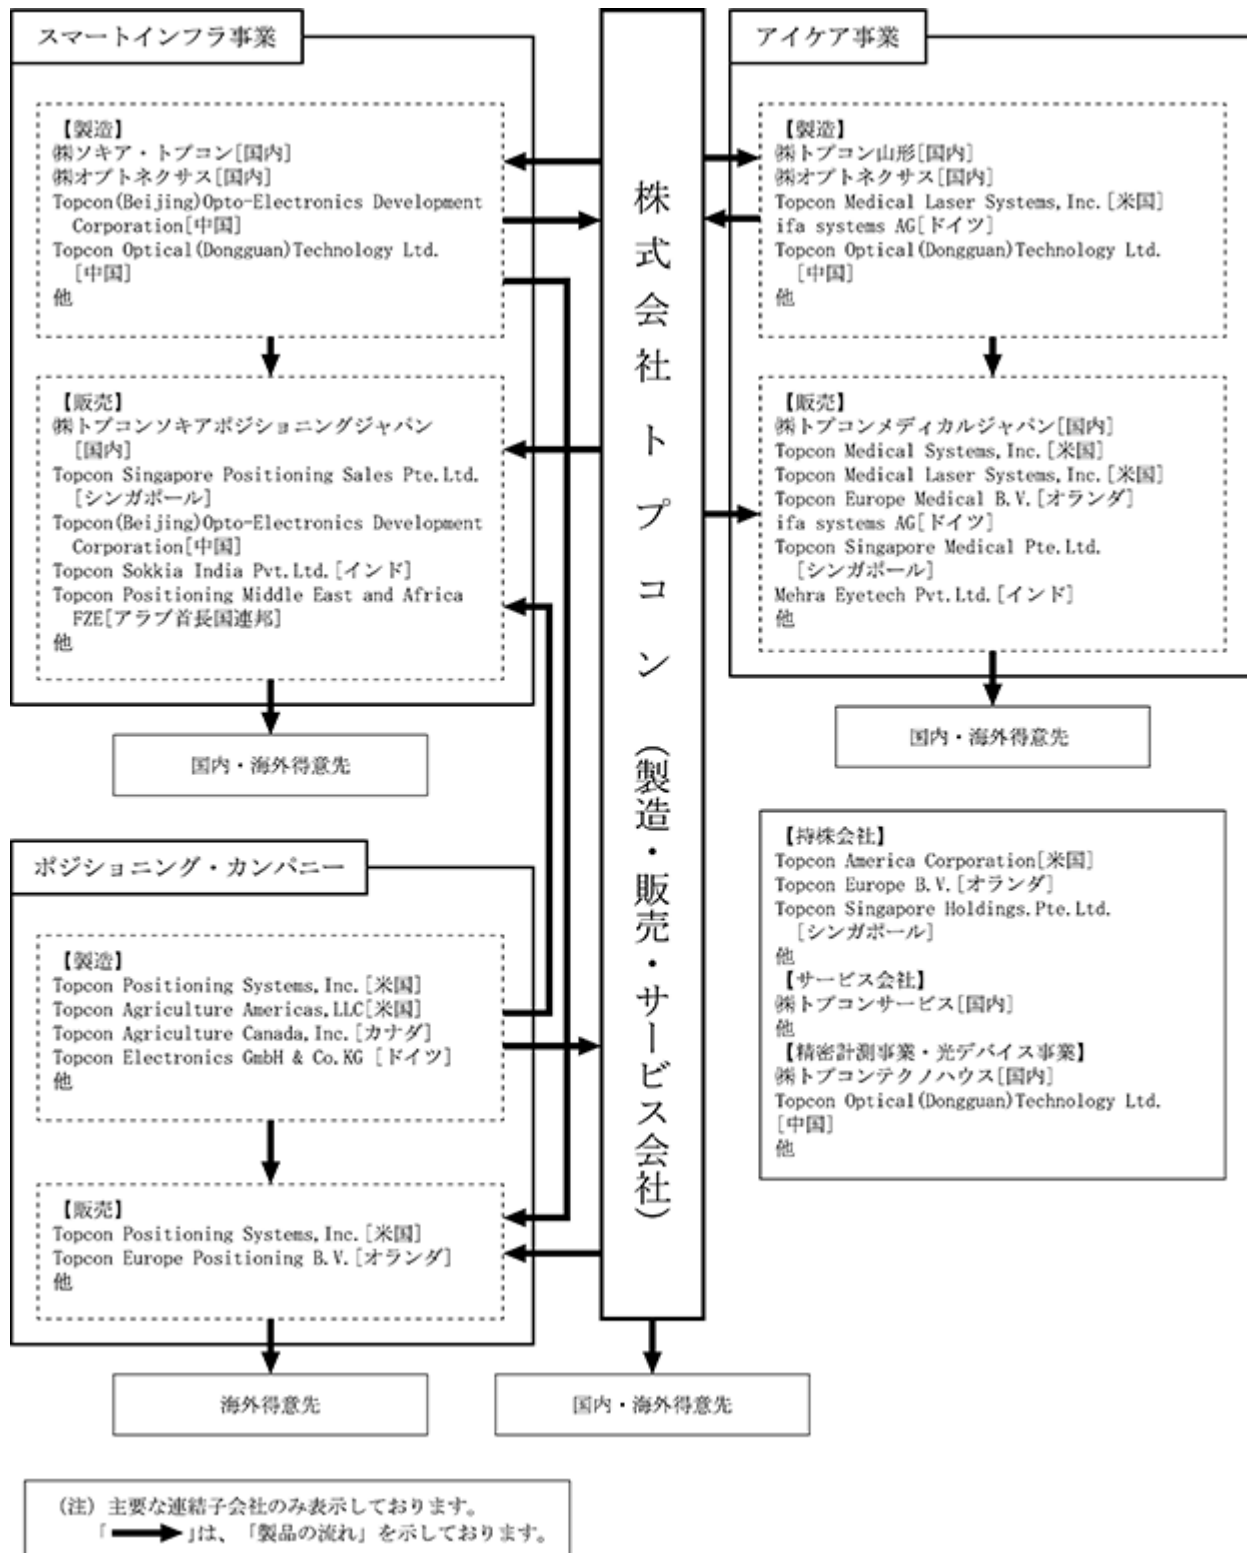 スマートインフラ事業
【製造】
㈱ソキア・トプコン[国内]
㈱オプトネクサス[国内]
Topcon(Beijing)Opto-Electronics Development
Corporation[中国]
Topcon Optical(Dongguan)Technology Ltd.
[中国]
他
【販売】
㈱トプコンソキアポジショニングジャパン
[国内]
Topcon Singapore Positioning Sales Pte.Ltd.
[シンガポール]
Topcon(Beijing)Opto-Electronics Development
Corporation[中国]
Topcon Sokkia India Pvt.Ltd.[インド]
Topcon Positioning Middle East and Africa
FZE[アラブ首長国連邦]
他
国内・海外得意先
ポジショニング・カンパニー
【製造】
Topcon Positioning Systems,Inc.[米国]
Topcon Agriculture Americas,LLC[米国]
Topcon Agriculture Canada,Inc.[カナダ]
Topcon Electronics GmbH & Co.KG [ドイツ]
他
【販売】
Topcon Positioning Systems,Inc.[米国]
Topcon Europe Positioning B.V.[オランダ]
他
海外得意先
株式会社トプコン（製造・販売・サービス会社）
国内・海外得意先
アイケア事業
【製造】
㈱トプコン山形[国内]
㈱オプトネクサス[国内]
Topcon Medical Laser Systems,Inc.[米国]
ifa systems AG[ドイツ]
Topcon Optical(Dongguan)Technology Ltd.
[中国]
他
【販売】
㈱トプコンメディカルジャパン[国内]
Topcon Medical Systems,Inc.[米国]
Topcon Medical Laser Systems,Inc.[米国]
Topcon Europe Medical B.V.[オランダ]
ifa systems AG[ドイツ]
Topcon Singapore Medical Pte.Ltd.
[シンガポール]
Mehra Eyetech Pvt.Ltd.[インド]
他
国内・海外得意先
【持株会社】
Topcon America Corporation[米国]
Topcon Europe B.V.[オランダ]
Topcon Singapore Holdings.Pte.Ltd.
[シンガポール]
他
【サービス会社】
㈱トプコンサービス[国内]
他
【精密計測事業・光デバイス事業】
㈱トプコンテクノハウス[国内]
Topcon Optical(Dongguan)Technology Ltd.
[中国]
他
（注）主要な連結子会社のみ表示しております。
「➡」は、「製品の流れ」を示しております。